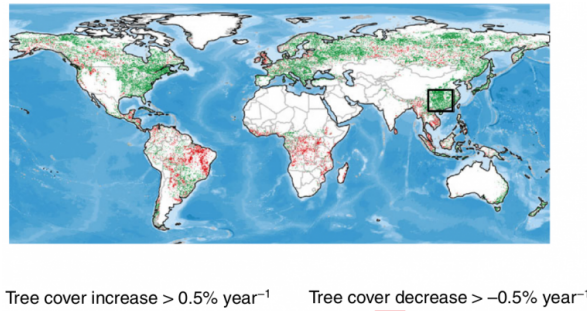 Tree cover increase > 0.5% year⁻¹
Tree cover decrease > –0.5% year⁻¹